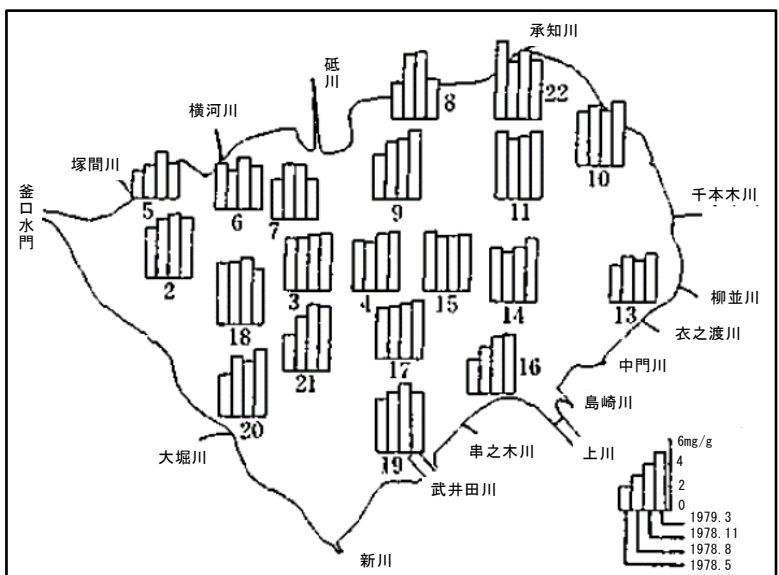 承知川
砥川
横河川
8
22
10
塚間川
釜口水門
5
6
7
9
11
千本木川
2
18
3
4
15
14
13
柳並川
衣之渡川
21
17
16
中門川
島崎川
20
19
大堀川
串之木川
上川
武井田川
新川
6mg/g
4
2
0
1979.3
1978.11
1978.8
1978.5